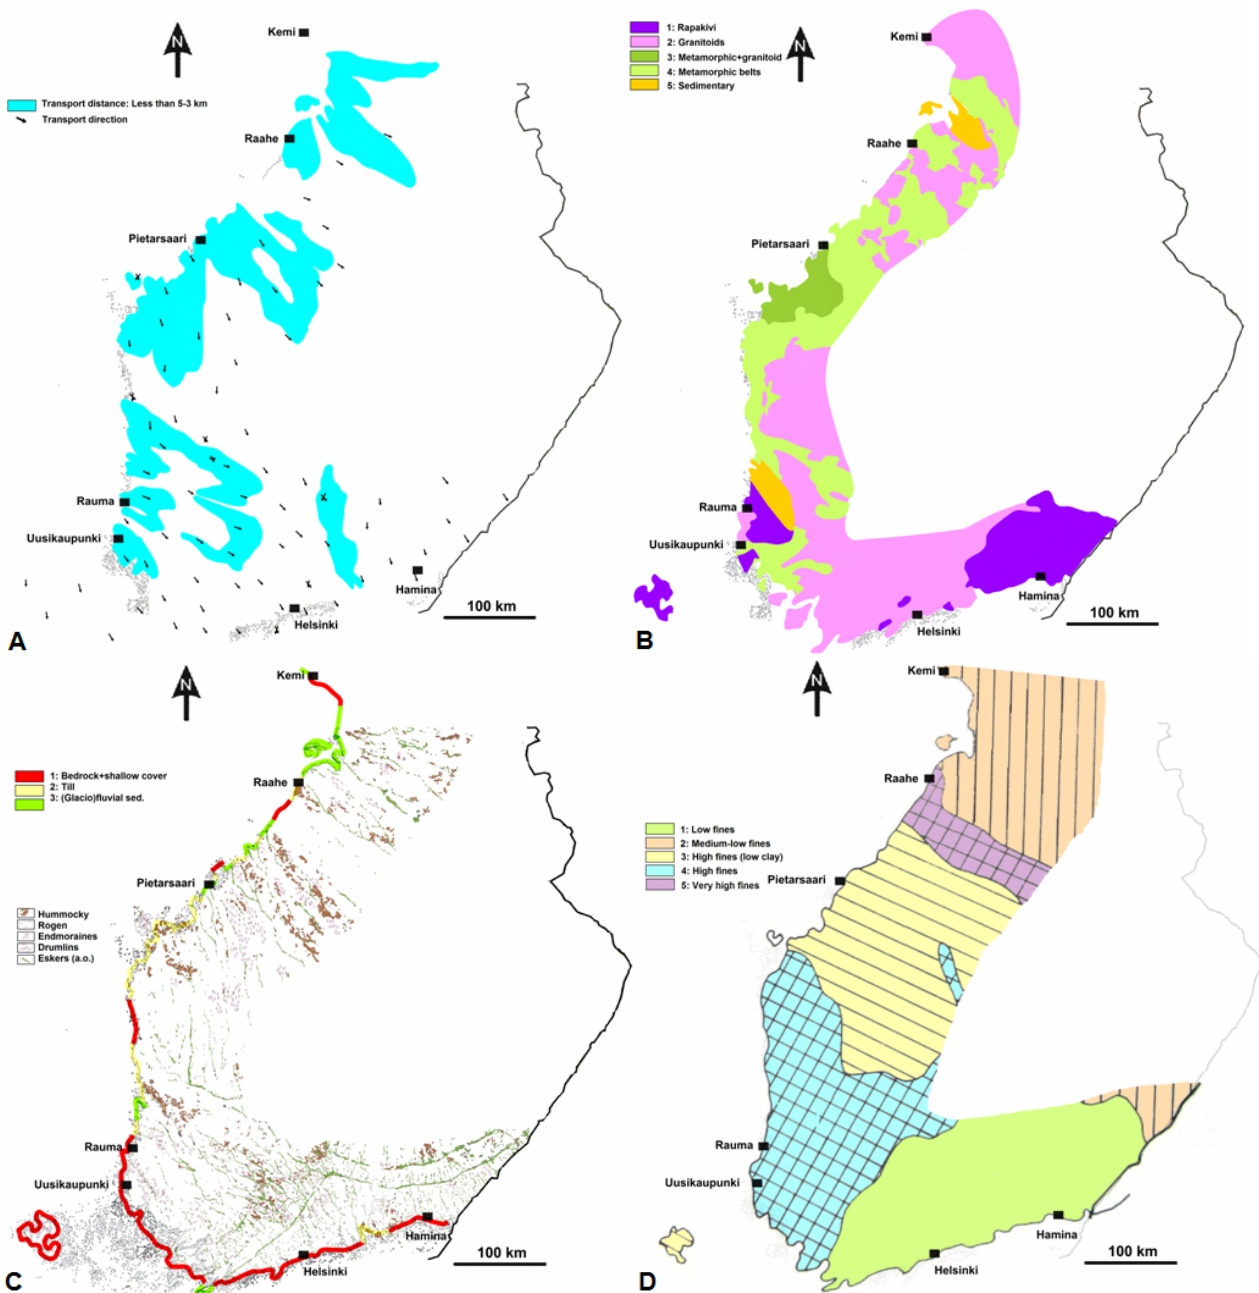 N
Kemi
Transport distance: Less than 5-3 km
Transport direction
Raahe
Pietarsaari
Rauma
Uusikaupunki
Hamina
100 km
Helsinki
A
1: Rapakivi
2: Granitoids
3: Metamorphic+granitoid
4: Metamorphic belts
5: Sedimentary
N
Kemi
Raahe
Pietarsaari
Rauma
Uusikaupunki
Hamina
100 km
Helsinki
B
N
Kemi
1: Bedrock+shallow cover
2: Till
3: (Glacio)fluvial sed.
Raahe
Pietarsaari
Hummocky
Rogen
Endmoraines
Drumlins
Eskers (a.o.)
Rauma
Uusikaupunki
Hamina
100 km
Helsinki
C
N
Kemi
Raahe
1: Low fines
2: Medium-low fines
3: High fines (low clay)
4: High fines
5: Very high fines
Pietarsaari
Rauma
Uusikaupunki
Hamina
100 km
Helsinki
D